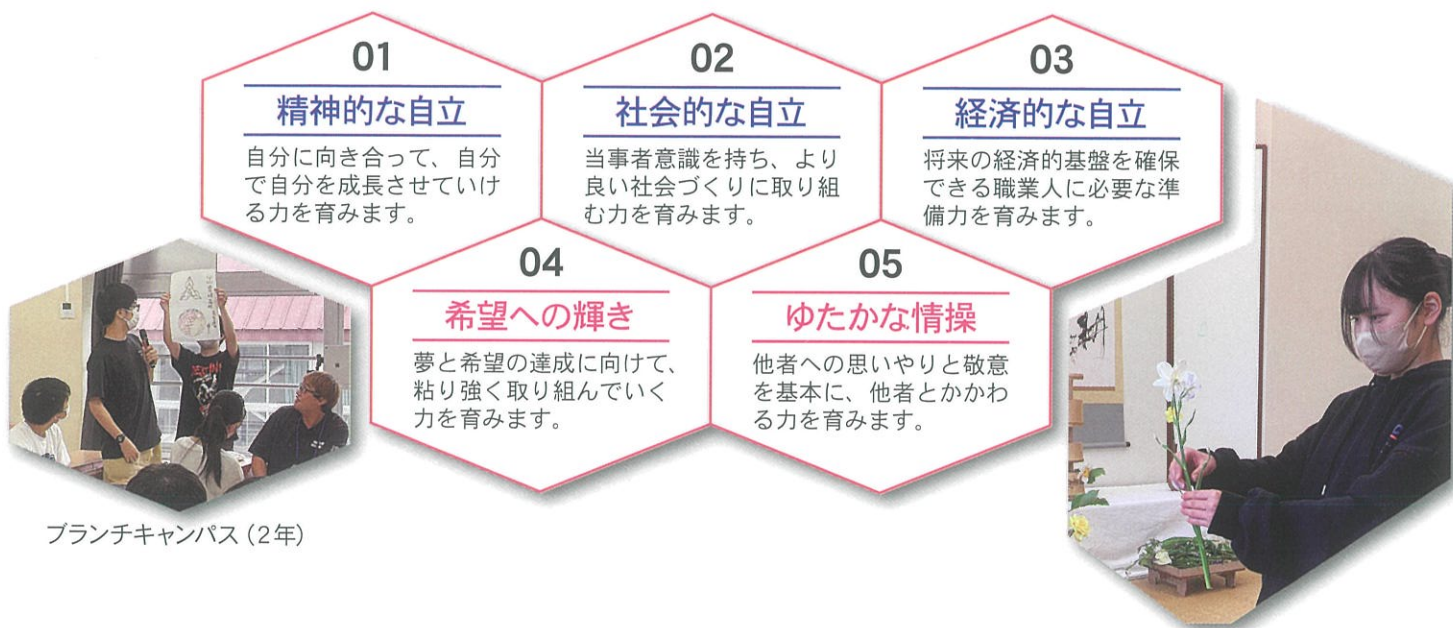 01
精神的な自立
自分に向き合って、自分
で自分を成長させていけ
る力を育みます。
02
社会的な自立
当事者意識を持ち、より
良い社会づくりに取り組
む力を育みます。
03
経済的な自立
将来の経済的基盤を確保
できる職業人に必要な準
備力を育みます。
04
希望への輝き
夢と希望の達成に向けて、
粘り強く取り組んでいく
力を育みます。
05
ゆたかな情操
他者への思いやりと敬意
を基本に、他者とかかわ
る力を育みます。
ブランチキャンパス（2年）